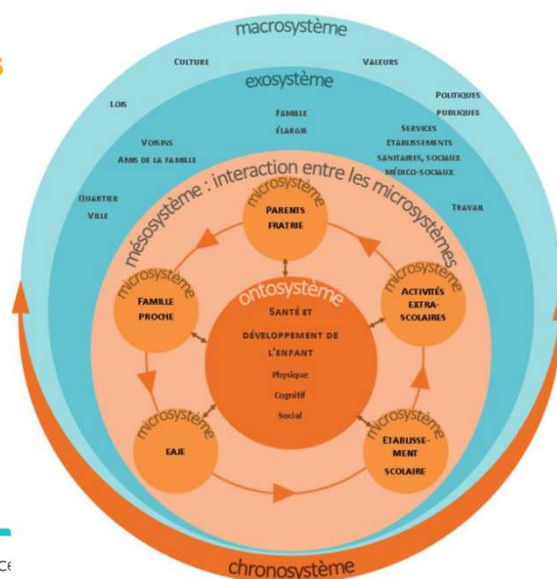 macrosystème
CULTURE
VALEURS
S
exosystème
LOIS
POLITIQUES
PUBLIQUES
FAMILLE
ÉLARGIE
SERVICES
ETABLISSEMENTS
SANITAIRES, SOCIAUX
MÉDICO-SOCIAUX
VOISINS
AMIS DE LA FAMILLE
QUARTIER
VILLE
TRAVAIL
mésosystème : interaction entre les microsystèmes
microsystème
PARENTS
FRATRIE
microsystème
FAMILLE
PROCHE
microsystème
ACTIVITÉS
EXTRA-
SCOLAIRES
ontosystème
SANTÉ ET
DÉVELOPPEMENT DE
L'ENFANT
Physique
Cognitif
Social
microsystème
EAJE
microsystème
ETABLISSE-
MENT
SCOLAIRE
chronosystème